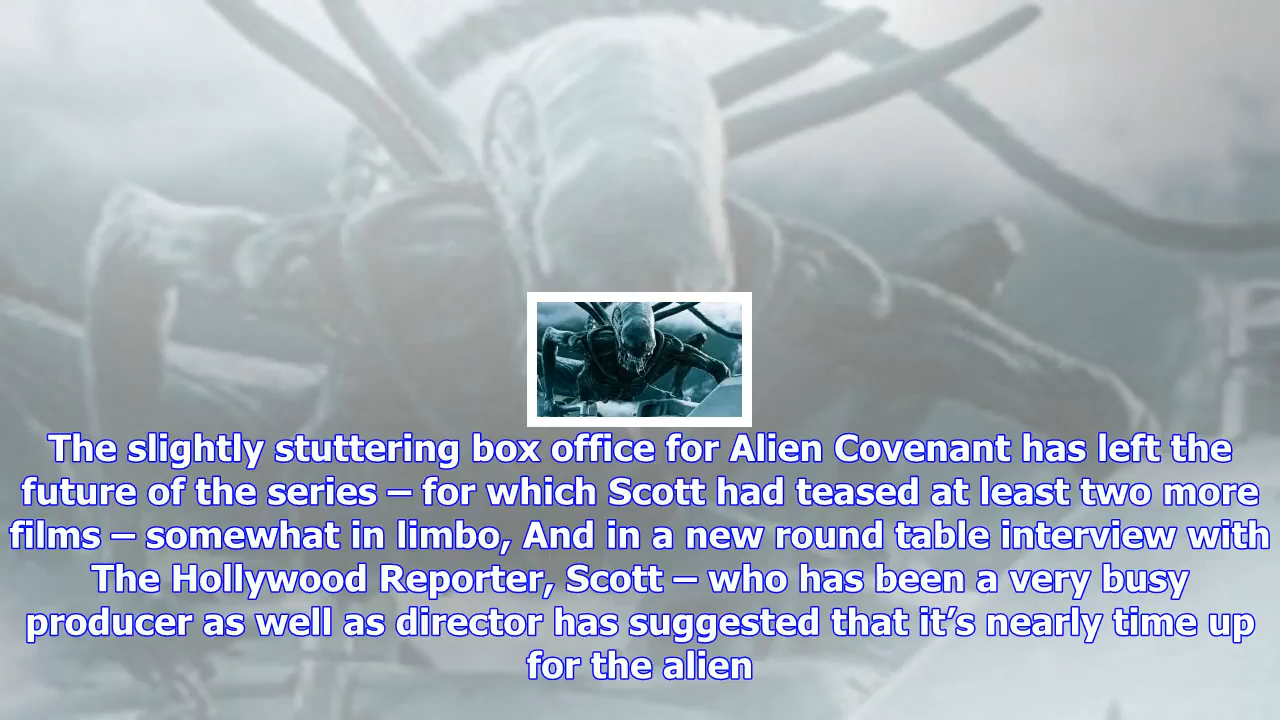 The slightly stuttering box office for Alien Covenant has left the
future of the series – for which Scott had teased at least two more
films – somewhat in limbo, And in a new round table interview with
The Hollywood Reporter, Scott – who has been a very busy
producer as well as director has suggested that it’s nearly time up
for the alien